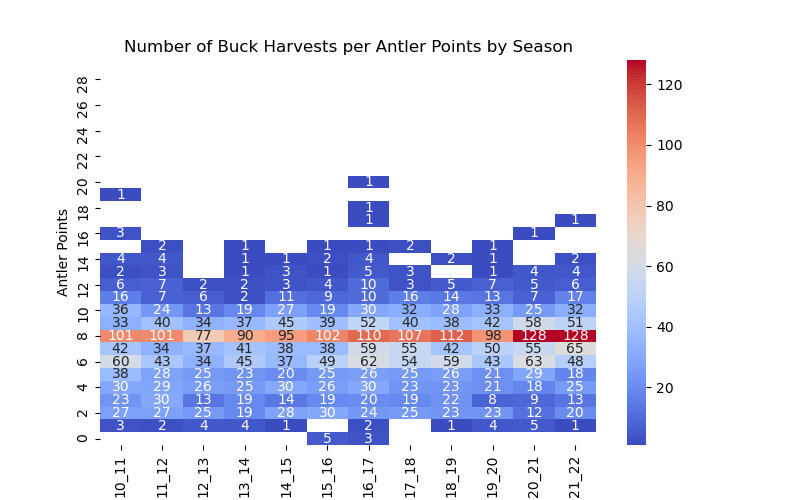 Number of Buck Harvests per Antler Points by Season
Antler Points
28
26
24
22
20 1
1
18 1
1 1
16 3 1
2 1 1 1 2 1
14 4 4 1 1 2 4 2 1 2
2 3 1 3 1 5 3 1 4 4
12 6 7 2 2 3 4 10 3 5 7 5 6
16 7 6 2 11 9 10 16 14 13 7 17
10 36 24 13 19 27 19 30 32 28 33 25 32
33 40 34 37 45 39 52 40 38 42 58 51
8 101 101 77 90 95 102 110 107 112 98 128 128
42 34 37 41 38 38 59 55 42 50 55 65
6 60 43 34 45 37 49 62 54 59 43 63 48
38 28 25 23 20 25 26 25 26 21 29 18
4 30 29 26 25 30 26 30 23 23 21 18 25
23 30 13 19 14 19 20 19 22 8 9 13
2 27 27 25 19 28 30 24 25 23 23 12 20
3 2 4 4 1 2 1 4 5 1
0 5 3
10_11 11_12 12_13 13_14 14_15 15_16 16_17 17_18 18_19 19_20 20_21 21_22
120
100
80
60
40
20